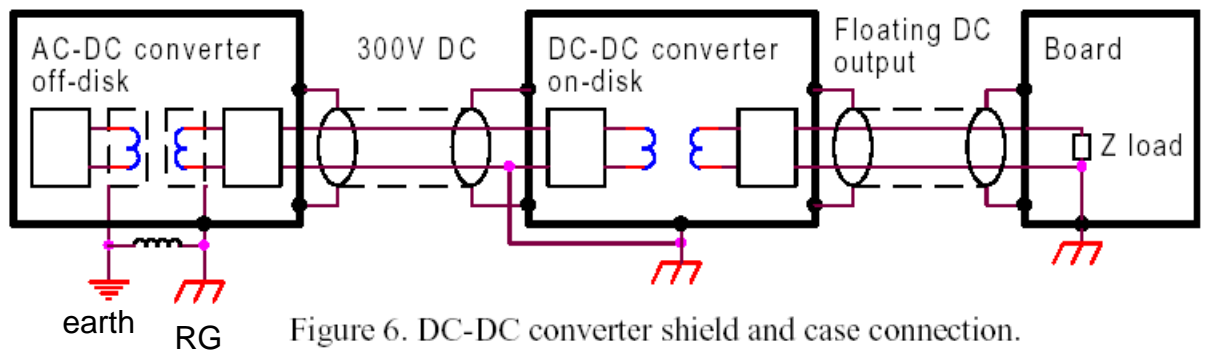 AC-DC converter
off-disk
300V DC
DC-DC converter
on-disk
Floating DC
output
Board
Z load
earth
RG
Figure 6. DC-DC converter shield and case connection.